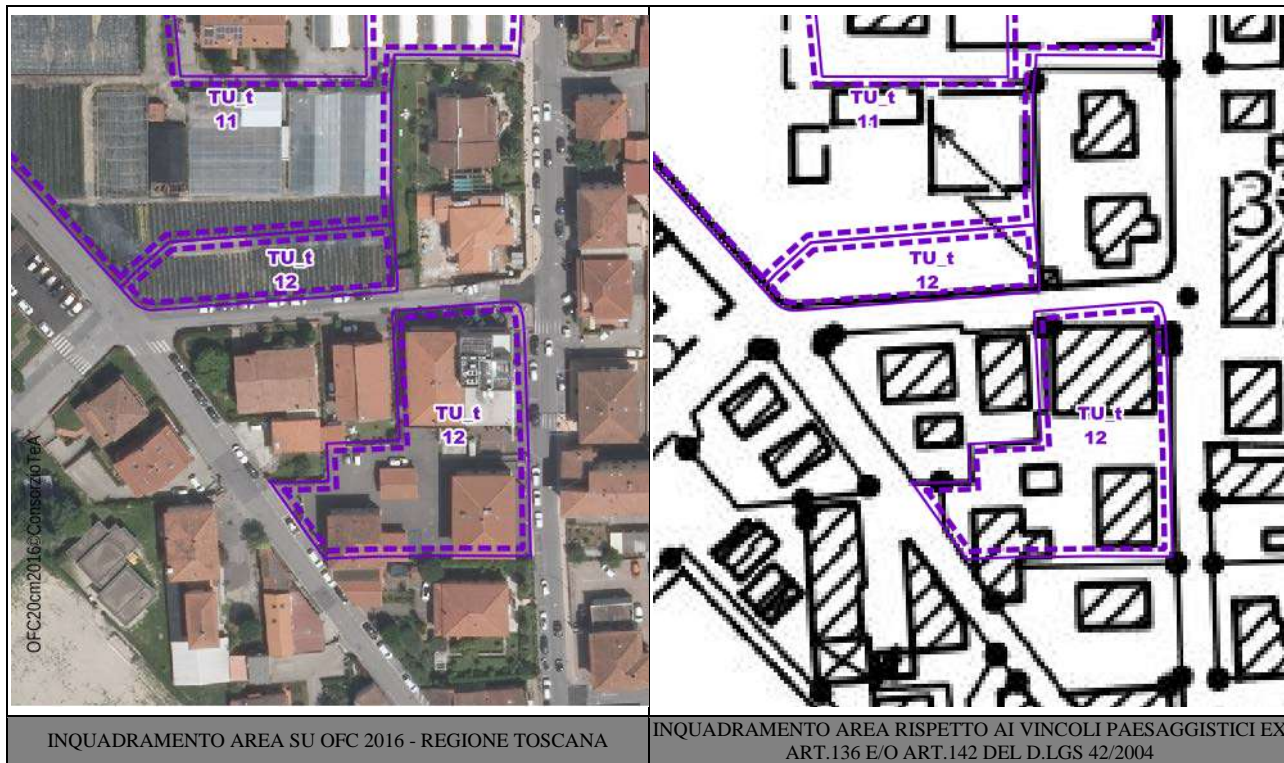 TU_t
11
TU_t
12
TU_t
12
OFC20cm2016©ConsorzioTeA
TU_t
11
TU_t
12
TU_t
12
INQUADRAMENTO AREA SU OFC 2016 - REGIONE TOSCANA
INQUADRAMENTO AREA RISPETTO AI VINCOLI PAESAGGISTICI EX
ART.136 E/O ART.142 DEL D.LGS 42/2004